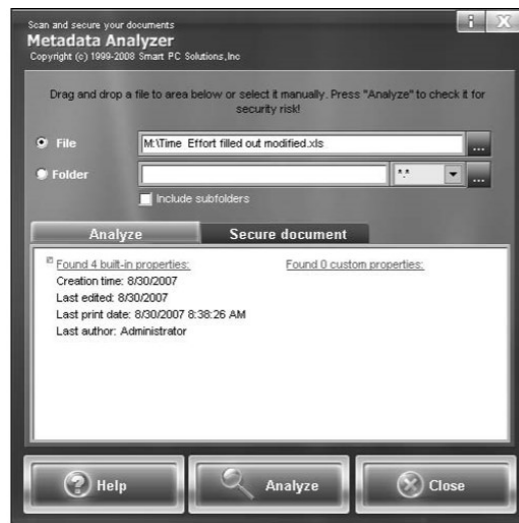 Scan and secure your documents
Metadata Analyzer
Copyright (c) 1999-2008 Smart PC Solutions,Inc
i X
Drag and drop a file to area below or select it manually. Press "Analyze" to check it for
security risk!
File M:\Time Effort filled out modified.xls ...
Folder *.* ...
Include subfolders
Analyze Secure document
Found 4 built-in properties: Found 0 custom properties:
Creation time: 8/30/2007
Last edited: 8/30/2007
Last print date: 8/30/2007 8:38:26 AM
Last author: Administrator
? Help Analyze Close